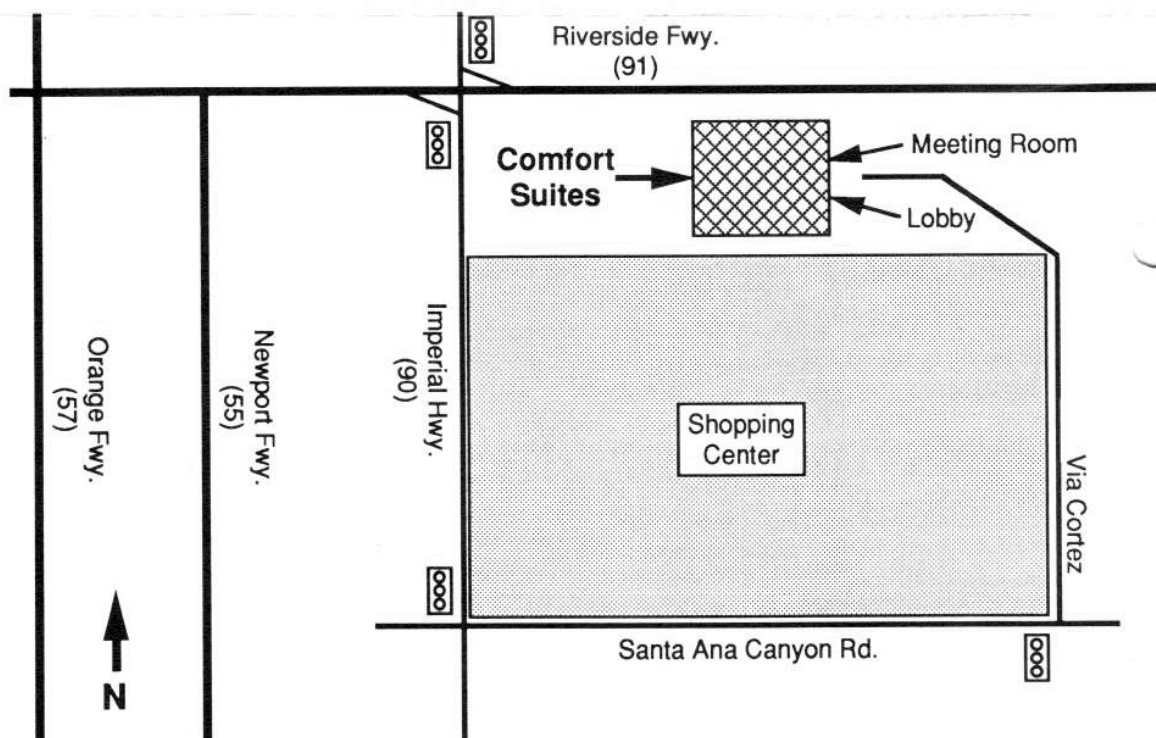 Riverside Fwy.
(91)
Comfort
Suites
Meeting Room
Lobby
Orange Fwy.
(57)
Newport Fwy.
(55)
Imperial Hwy.
(90)
Shopping
Center
Via Cortez
Santa Ana Canyon Rd.
N